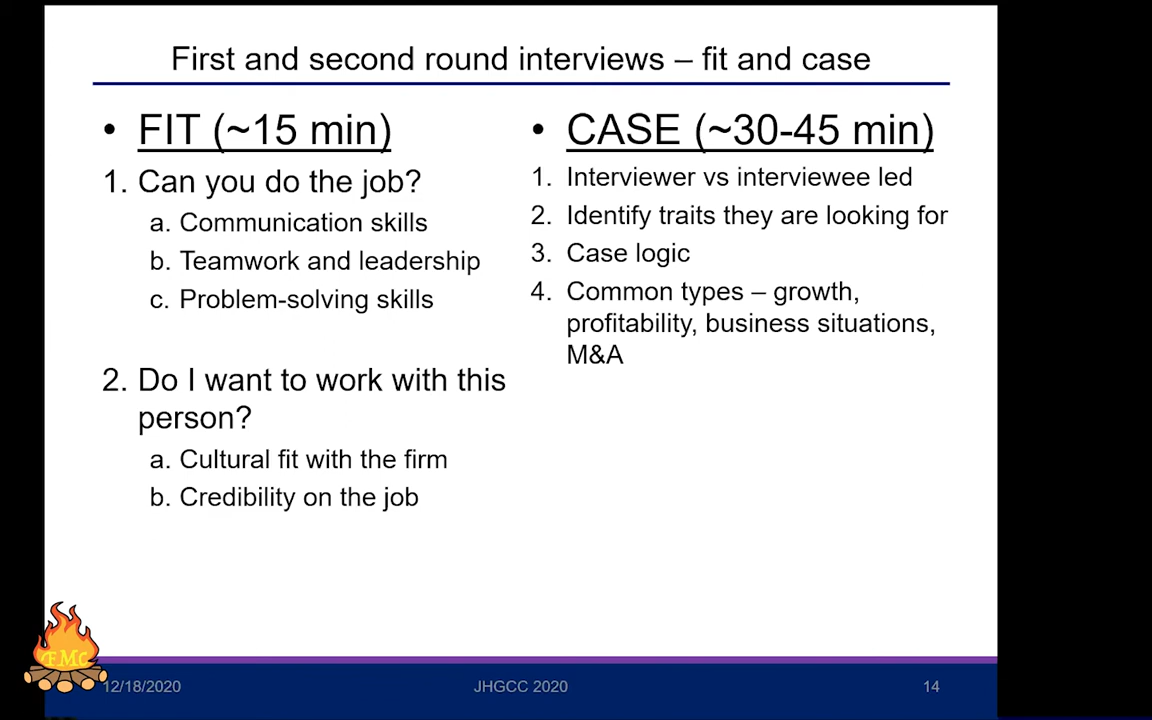 First and second round interviews – fit and case
• FIT (~15 min)
1. Can you do the job?
a. Communication skills
b. Teamwork and leadership
c. Problem-solving skills
2. Do I want to work with this
person?
a. Cultural fit with the firm
b. Credibility on the job
• CASE (~30-45 min)
1. Interviewer vs interviewee led
2. Identify traits they are looking for
3. Case logic
4. Common types – growth,
profitability, business situations,
M&A
FMC
12/18/2020
JHGCC 2020
14